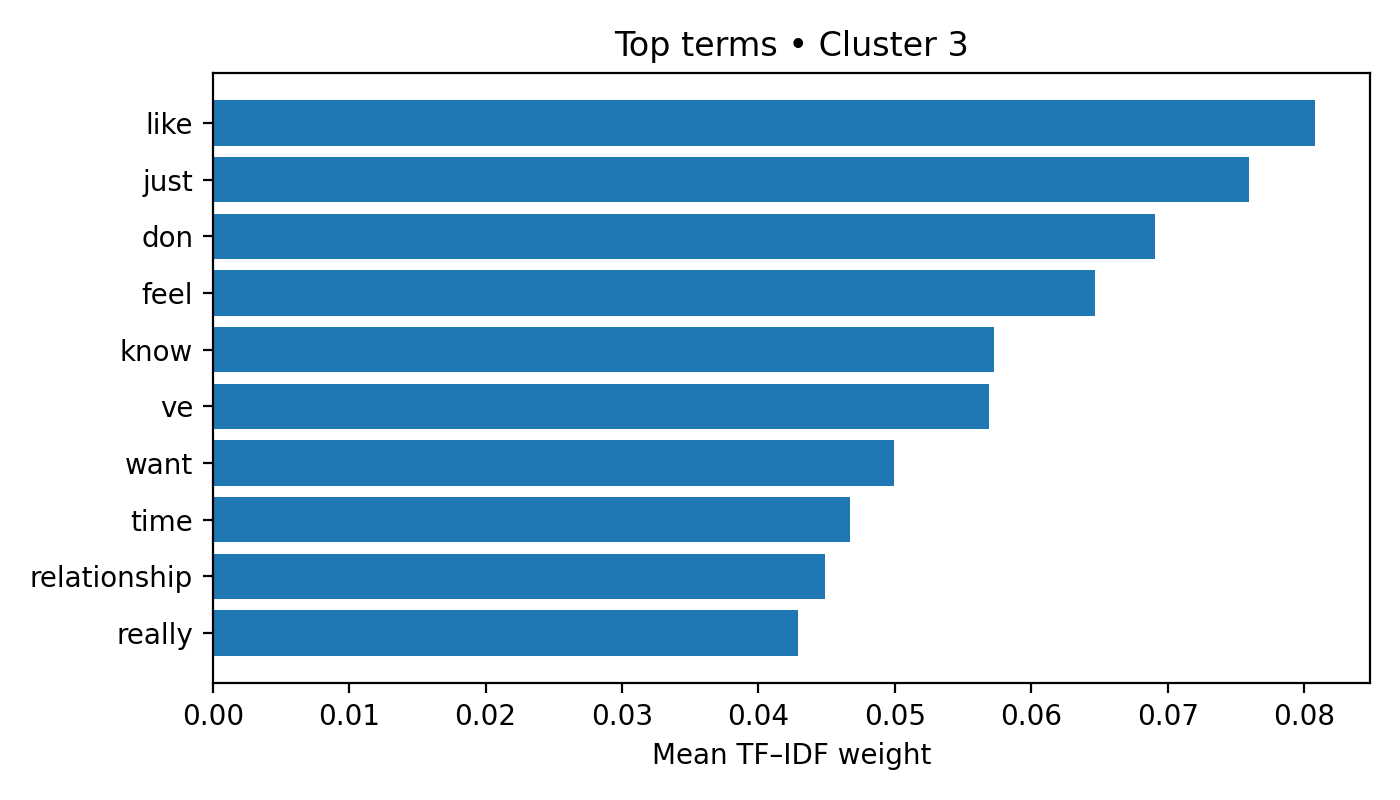 Top terms • Cluster 3
like
just
don
feel
know
ve
want
time
relationship
really
0.00 0.01 0.02 0.03 0.04 0.05 0.06 0.07 0.08
Mean TF–IDF weight